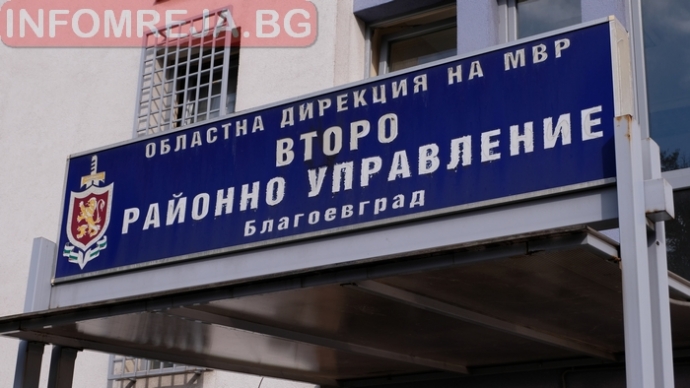 INFOMREJA.BG
ОБЛАСТНА ДИРЕКЦИЯ НА МВР
ВТОРО
РАЙОННО УПРАВЛЕНИЕ
Благоевград